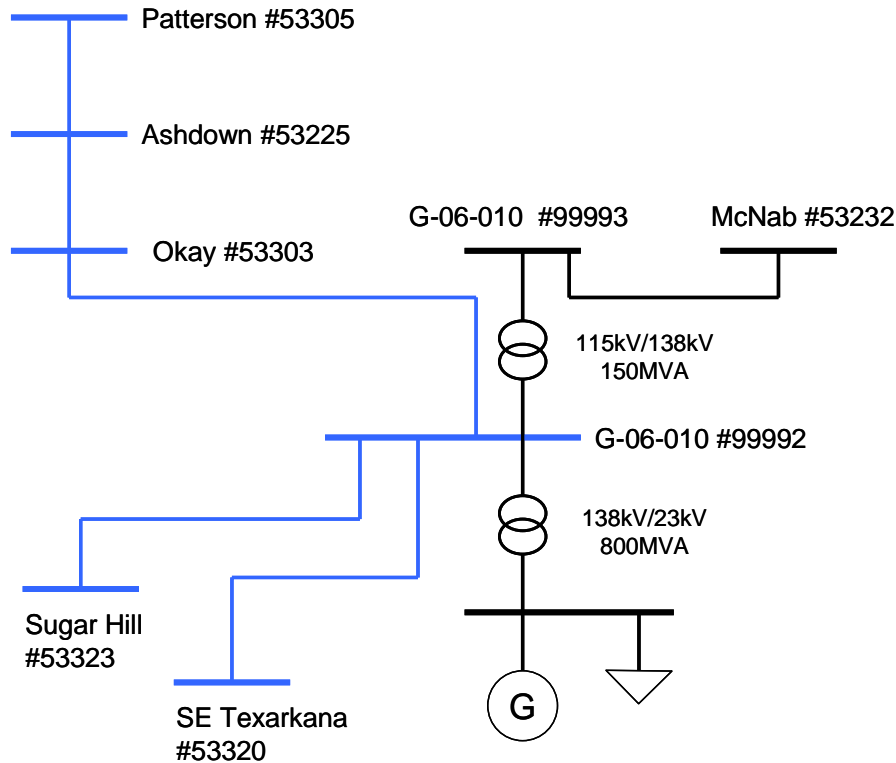 Patterson #53305
Ashdown #53225
G-06-010 #99993
McNab #53232
Okay #53303
115kV/138kV
150MVA
G-06-010 #99992
138kV/23kV
800MVA
Sugar Hill
#53323
G
SE Texarkana
#53320